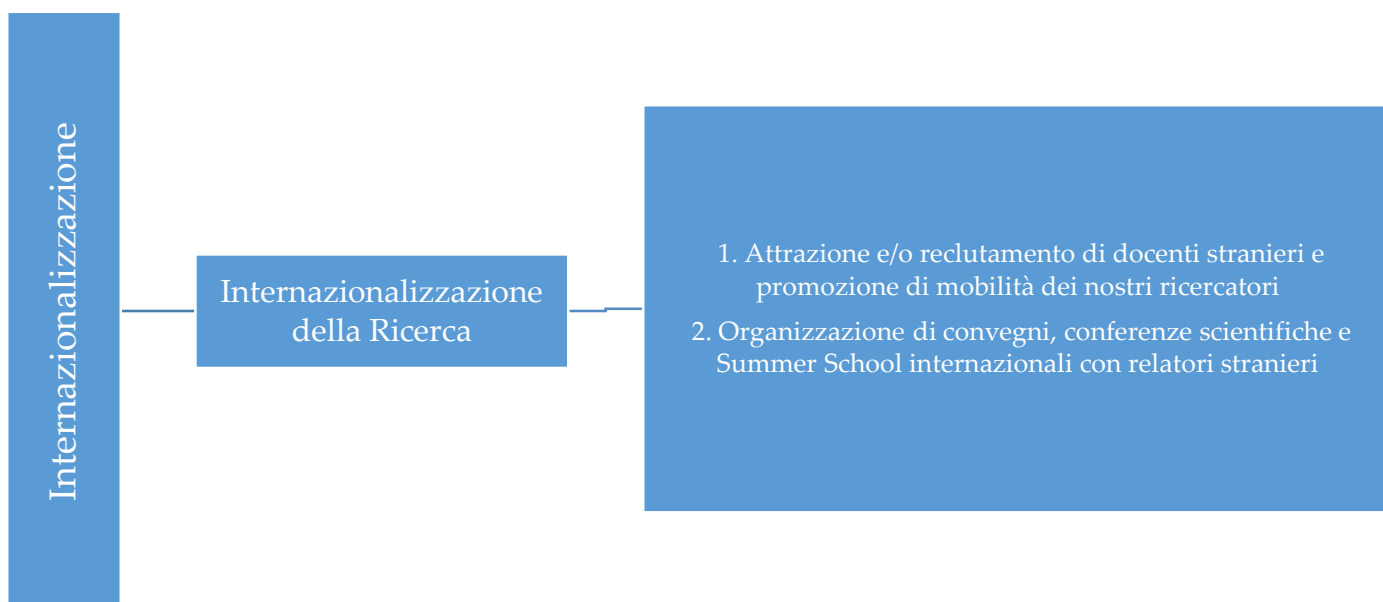 Internazionalizzazione
Internazionalizzazione
della Ricerca
1. Attrazione e/o reclutamento di docenti stranieri e
promozione di mobilità dei nostri ricercatori
2. Organizzazione di convegni, conferenze scientifiche e
Summer School internazionali con relatori stranieri